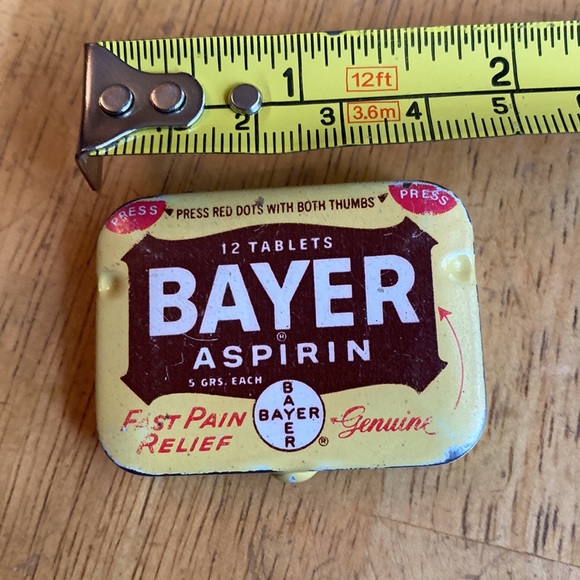 1 12ft 2
2 3 3.6m 4 5
PRESS PRESS RED DOTS WITH BOTH THUMBS PRESS
12 TABLETS
BAYER
ASPIRIN
5 GRS. EACH
FAST PAIN
RELIEF
BAYER
BAYER
®
Genuine